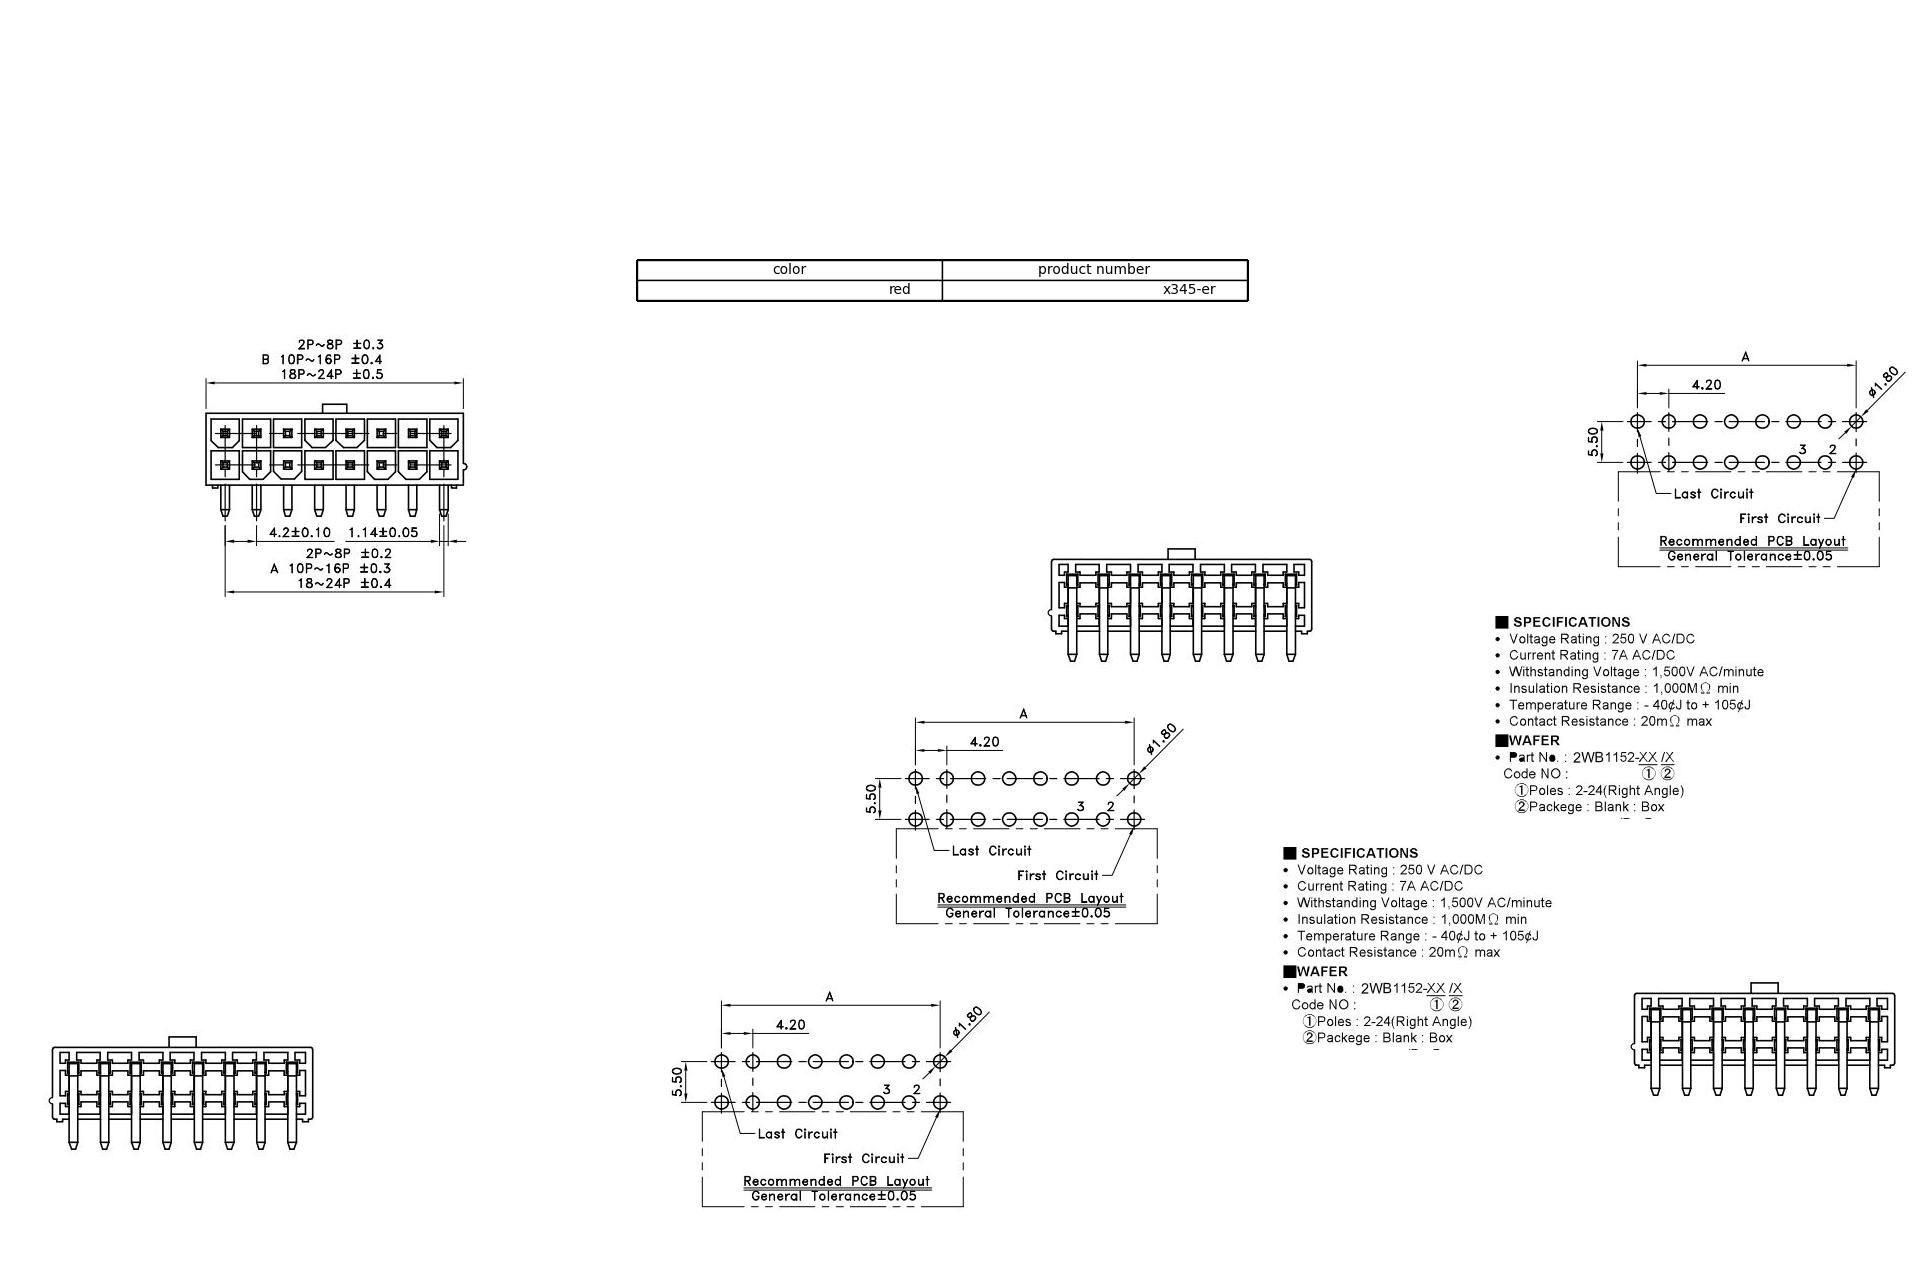 color product number
red x345-er
2P~8P ±0.3
B 10P~16P ±0.4
18P~24P ±0.5
4.2±0.10 1.14±0.05
2P~8P ±0.2
A 10P~16P ±0.3
18~24P ±0.4
A
4.20
ø1.80
5.50
3 2
Last Circuit
First Circuit
Recommended PCB Layout
General Tolerance±0.05
■ SPECIFICATIONS
• Voltage Rating : 250 V AC/DC
• Current Rating : 7A AC/DC
• Withstanding Voltage : 1,500V AC/minute
• Insulation Resistance : 1,000MΩ min
• Temperature Range : - 40¢J to + 105¢J
• Contact Resistance : 20mΩ max
■WAFER
• Part No. : 2WB1152-XX /X
Code NO : ① ②
①Poles : 2-24(Right Angle)
②Packege : Blank : Box
A
4.20
ø1.80
5.50
3 2
Last Circuit
First Circuit
Recommended PCB Layout
General Tolerance±0.05
■ SPECIFICATIONS
• Voltage Rating : 250 V AC/DC
• Current Rating : 7A AC/DC
• Withstanding Voltage : 1,500V AC/minute
• Insulation Resistance : 1,000MΩ min
• Temperature Range : - 40¢J to + 105¢J
• Contact Resistance : 20mΩ max
■WAFER
• Part No. : 2WB1152-XX /X
Code NO : ① ②
①Poles : 2-24(Right Angle)
②Packege : Blank : Box
A
4.20
ø1.80
5.50
3 2
Last Circuit
First Circuit
Recommended PCB Layout
General Tolerance±0.05